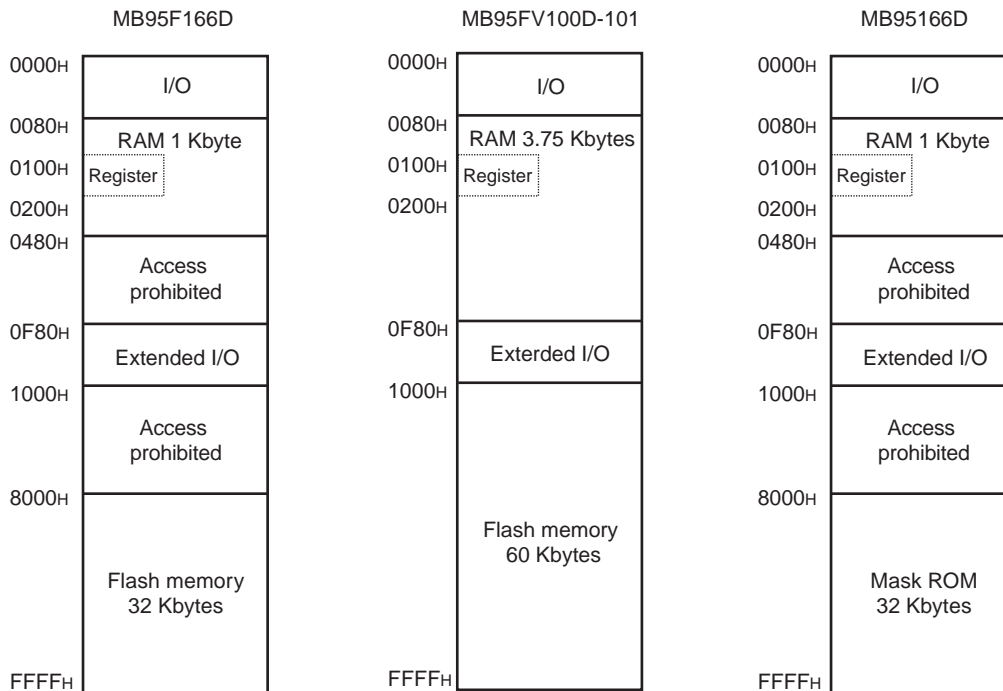 MB95F166D
0000H
I/O
0080H
RAM 1 Kbyte
0100H
Register
0200H
0480H
Access
prohibited
0F80H
Extended I/O
1000H
Access
prohibited
8000H
Flash memory
32 Kbytes
FFFFH
MB95FV100D-101
0000H
I/O
0080H
RAM 3.75 Kbytes
0100H
Register
0200H
0F80H
Exterded I/O
1000H
Flash memory
60 Kbytes
FFFFH
MB95166D
0000H
I/O
0080H
RAM 1 Kbyte
0100H
Register
0200H
0480H
Access
prohibited
0F80H
Extended I/O
1000H
Access
prohibited
8000H
Mask ROM
32 Kbytes
FFFFH